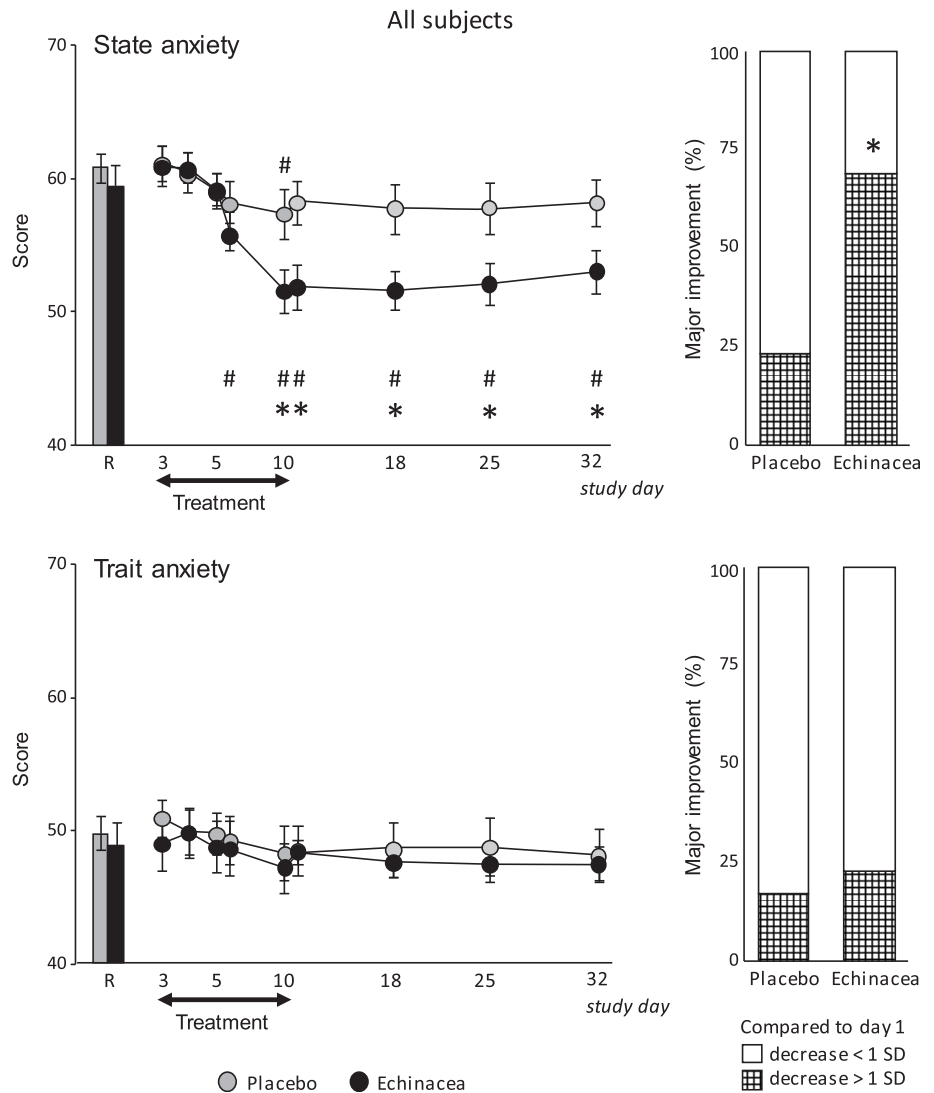 All subjects
State anxiety
70
60
50
40
Score
#
# # # # # #
* * * * *
R 3 5 10 18 25 32
Treatment
study day
100
75
50
25
0
Major improvement (%)
*
Placebo Echinacea
Trait anxiety
70
60
50
40
Score
R 3 5 10 18 25 32
Treatment
study day
100
75
50
25
0
Major improvement (%)
Placebo Echinacea
Compared to day 1
decrease < 1 SD
decrease > 1 SD
Placebo Echinacea